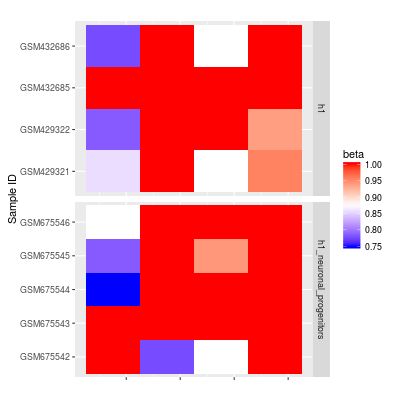 Sample ID
GSM432686
GSM432685
GSM429322
GSM429321
h1
GSM675546
GSM675545
GSM675544
GSM675543
GSM675542
h1_neuronal_progenitors
beta
1.00
0.95
0.90
0.85
0.80
0.75